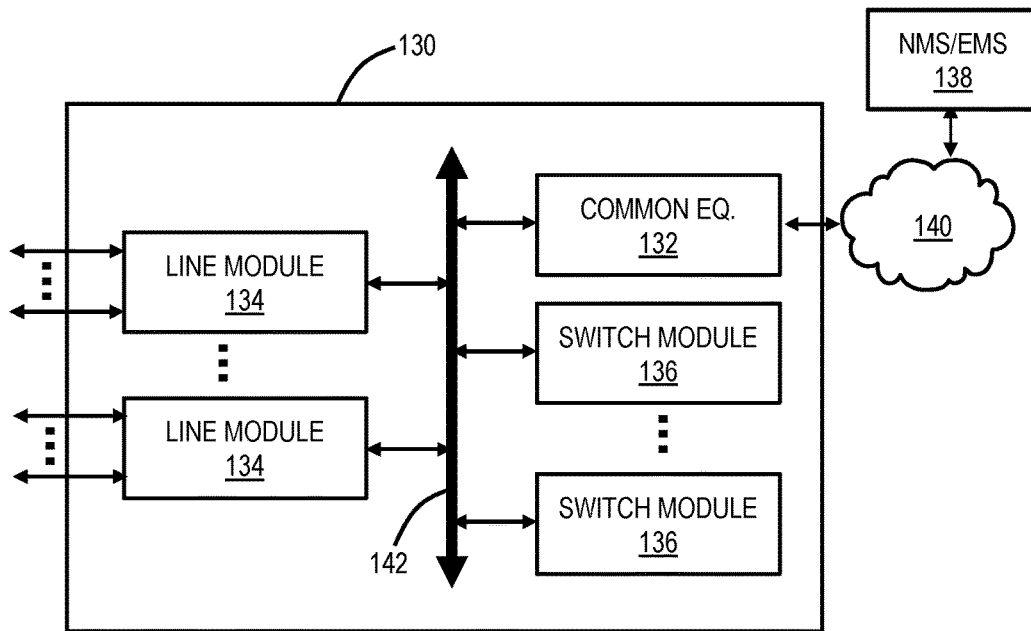 130
NMS/EMS
138
COMMON EQ.
132
140
LINE MODULE
134
SWITCH MODULE
136
LINE MODULE
134
SWITCH MODULE
136
142